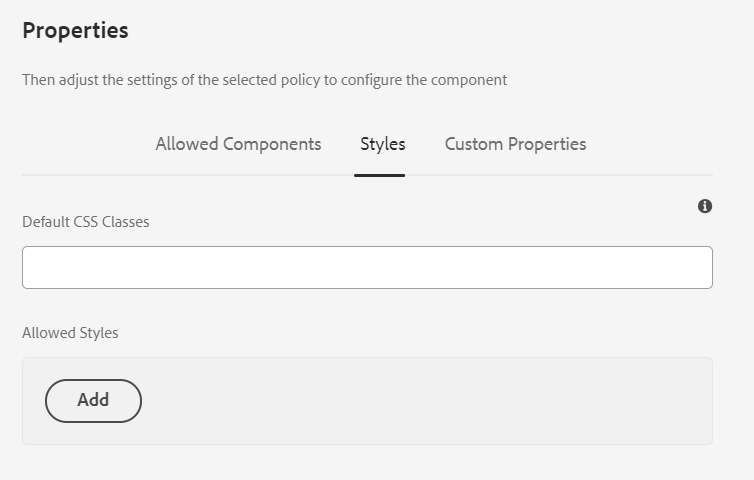 Properties
Then adjust the settings of the selected policy to configure the component
Allowed Components Styles Custom Properties
Default CSS Classes
Allowed Styles
Add